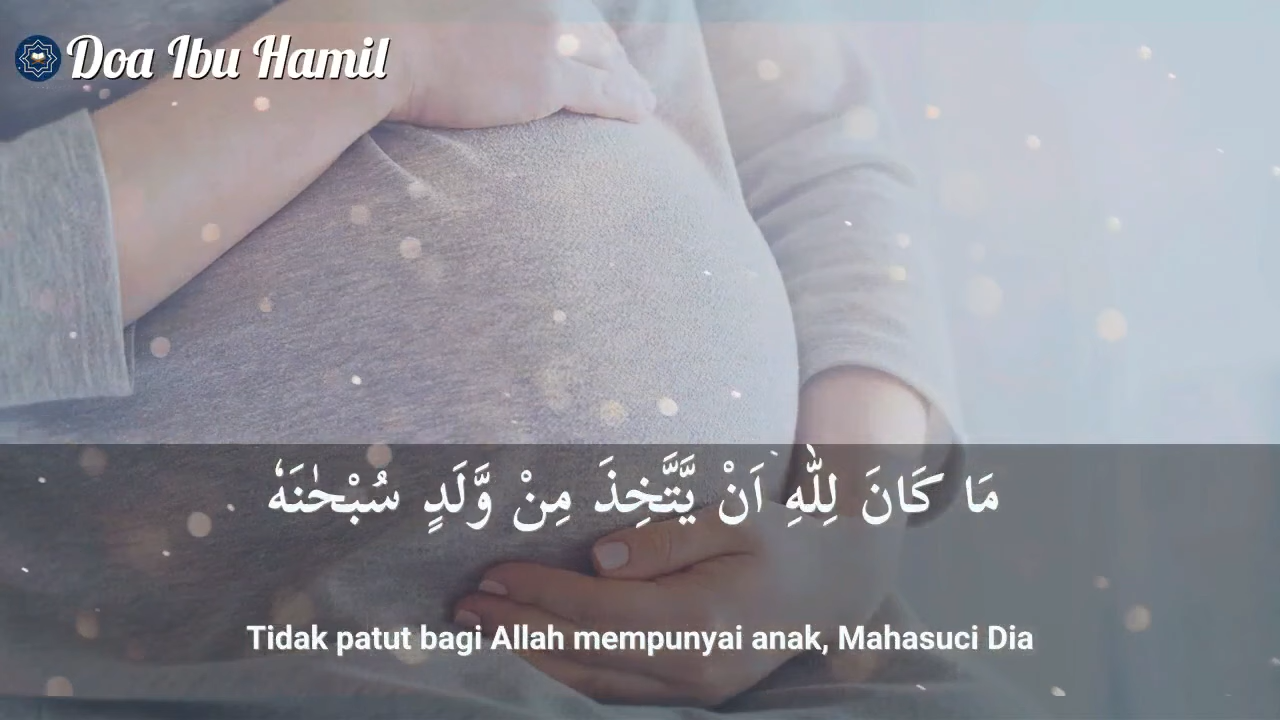 Doa Ibu Hamil
مَا كَانَ لِلّٰهِ اَنْ يَّتَّخِذَ مِنْ وَّلَدٍ سُبْحٰنَهٗ
Tidak patut bagi Allah mempunyai anak, Mahasuci Dia